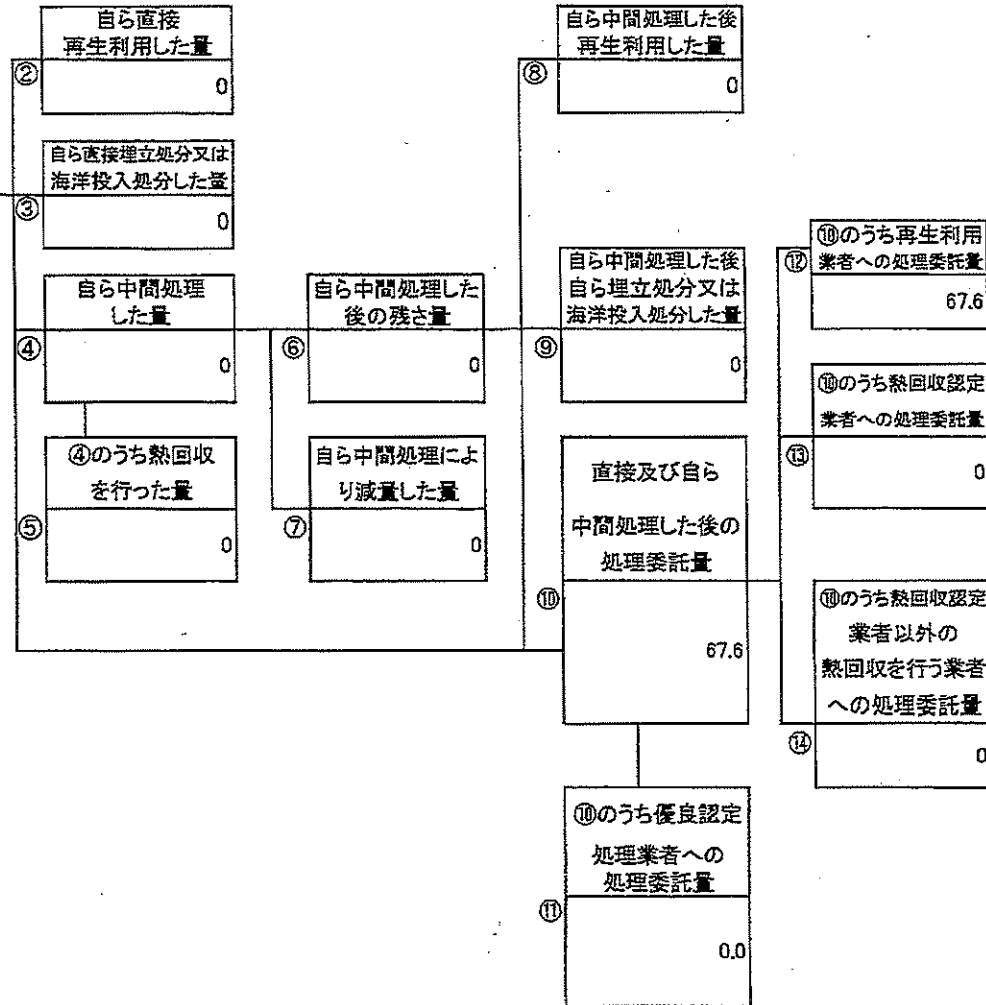 自ら直接
再生利用した量
②
0
自ら直接埋立処分又は
海洋投入処分した量
③
0
自ら中間処理
した量
④
0
④のうち熱回収
を行った量
⑤
0
自ら中間処理した
後の残さ量
⑥
0
自ら中間処理によ
り減量した量
⑦
0
自ら中間処理した後
再生利用した量
⑧
0
自ら中間処理した後
自ら埋立処分又は
海洋投入処分した量
⑨
0
直接及び自ら
中間処理した後の
処理委託量
⑩
67.6
⑩のうち優良認定
処理業者への
処理委託量
⑪
0.0
⑩のうち再生利用
業者への処理委託量
⑫
67.6
⑩のうち熱回収認定
業者への処理委託量
⑬
0
⑩のうち熱回収認定
業者以外の
熱回収を行う業者
への処理委託量
⑭
0